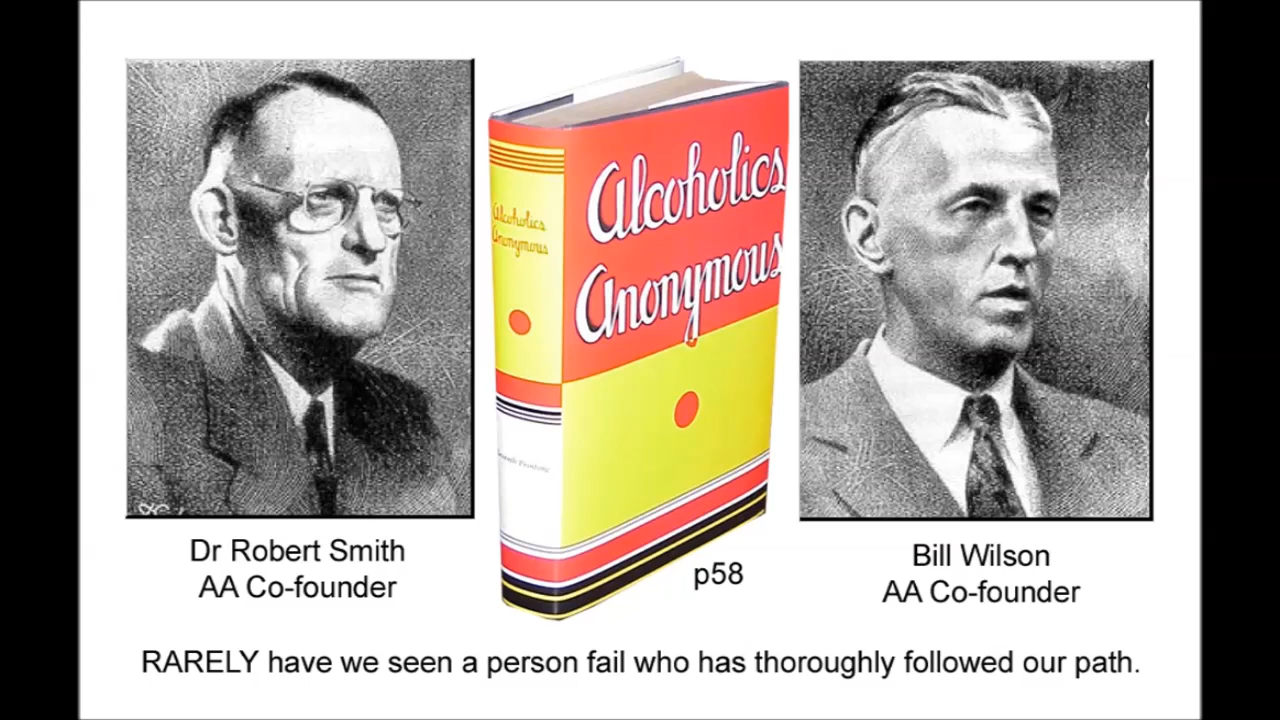 Alcoholics
Anonymous
Alcoholics
Anonymous
Dr Robert Smith
AA Co-founder
p58
Bill Wilson
AA Co-founder
RARELY have we seen a person fail who has thoroughly followed our path.